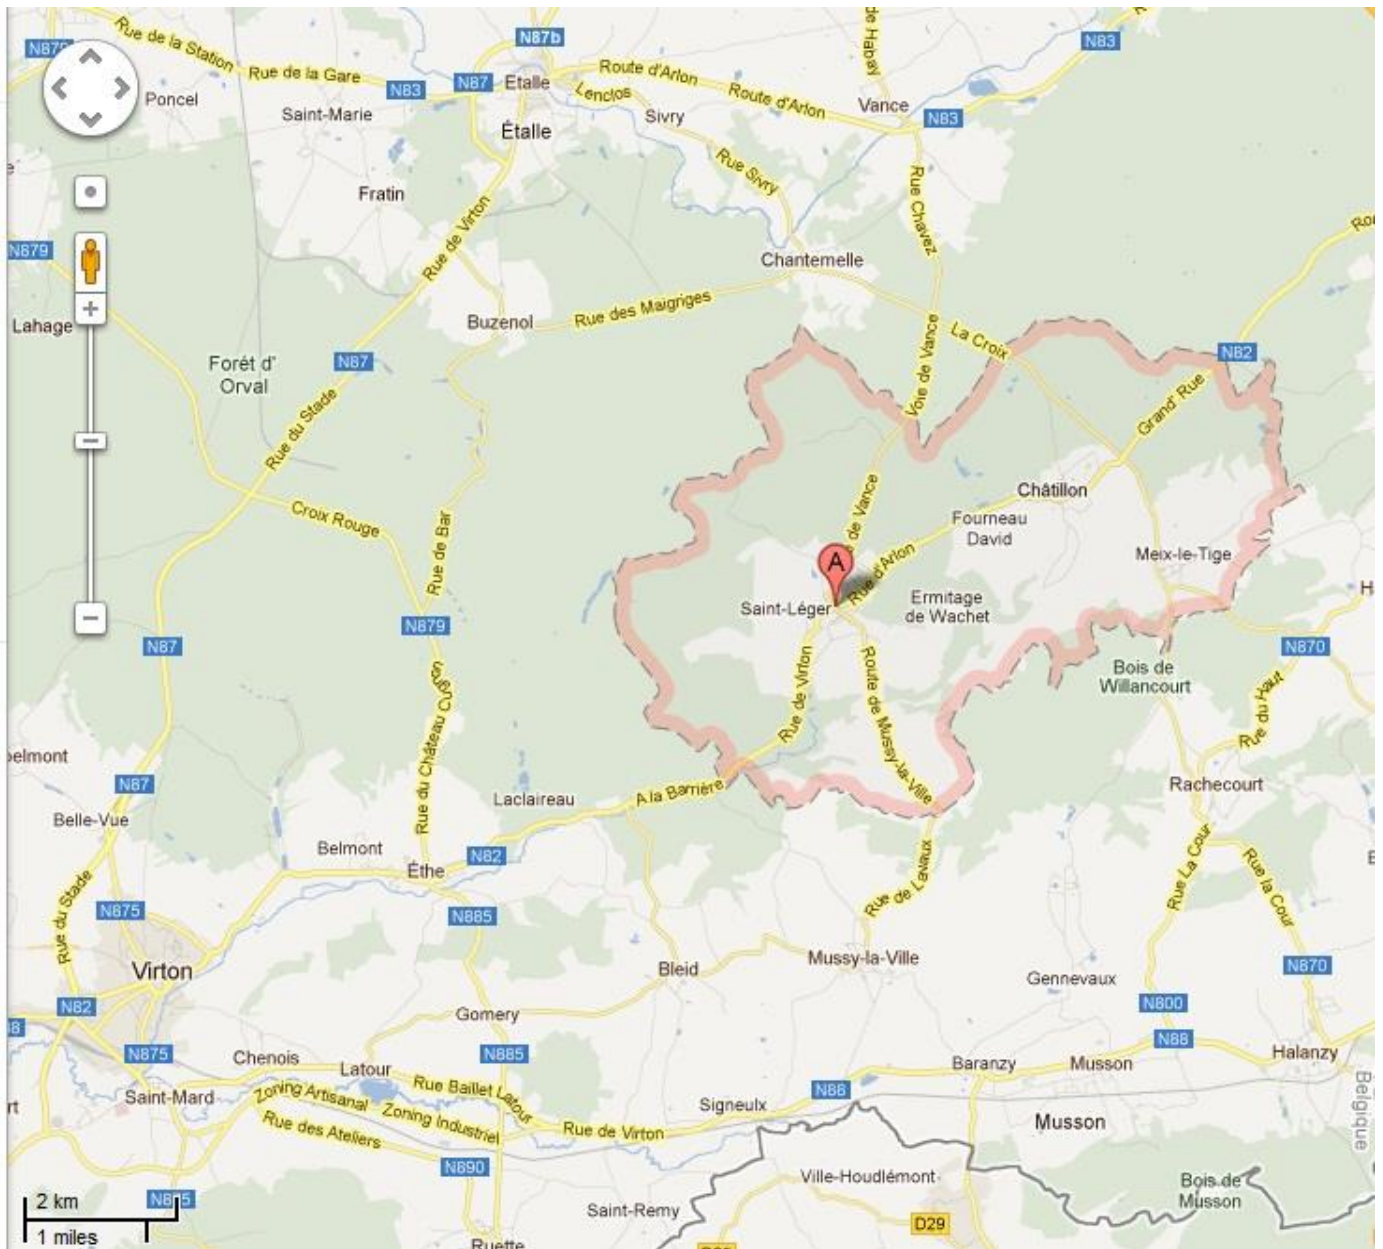 N87b
N83
Rue de la Station
N879
Rue de la Gare
N83
N87
Etalle
Route d'Arlon
Route d'Arlon
de Habay
Poncel
Saint-Marie
Lenclos
Sivry
Vance
N83
Étalle
Rue Sivry
Fratin
Rue de Virton
Rue Chavez
N879
Chantemelle
Lahage
Buzenol
Rue des Maigriges
N87
La Croix
Voie de Vance
N82
Forét d'
Orval
Rue du Stade
Grand' Rue
Croix Rouge
Rue de Bar
de Vance
Châtillon
Fourneau
David
Meix-le-Tige
A
Rue d'Arlon
Saint-Léger
Ermitage
de Wachet
N879
N87
N870
Rue du Château Cugnon
Rue de Virton
Route de Mussy-la-Ville
Bois de
Willancourt
Rue du Haut
elmont
N87
Laclaireau
A la Barrière
Rachecourt
Belle-Vue
Belmont
N82
Éthe
Rue de Lavaux
Rue La Cour
Rue la Cour
Rue du Stade
N875
N885
Virton
Bleid
Mussy-la-Ville
Gennevaux
N870
N82
Gomery
N800
N88
N875
Chenois
Latour
N885
Baranzy
Musson
Halanzy
Saint-Mard
Zoning Artisanal
Rue Baillet Latour
N88
Signeulx
Zoning Industriel
Rue de Virton
Rue des Ateliers
Musson
Belgique
N890
Ville-Houdlémont
Bois de
Musson
2 km
1 miles
Saint-Remy
D29
Ruette